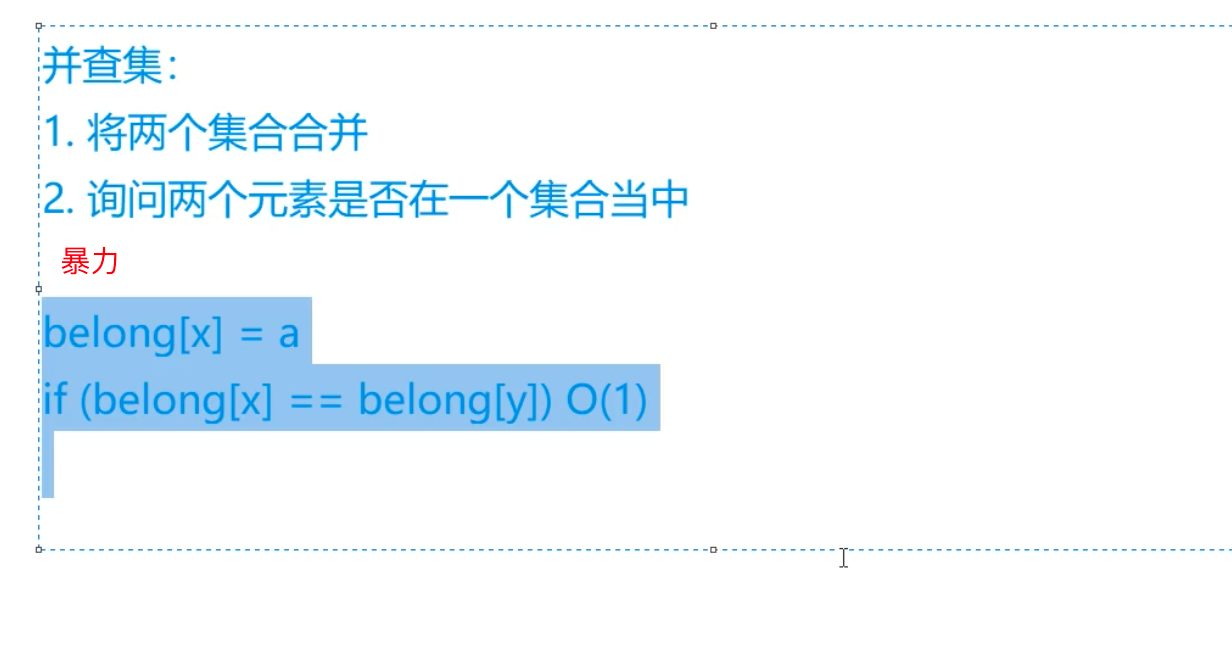 并查集：
1. 将两个集合合并
2. 询问两个元素是否在一个集合当中
暴力
belong[x] = a
if (belong[x] == belong[y]) O(1)